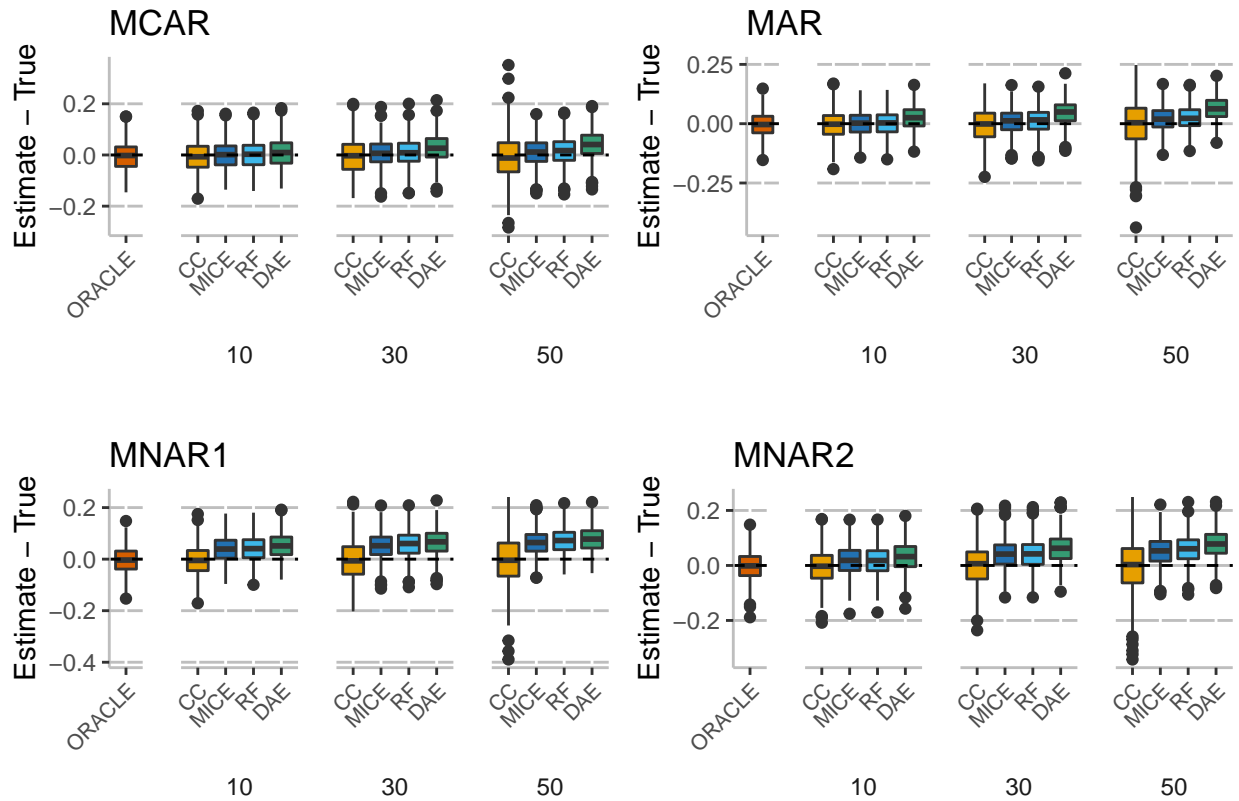 MCAR
Estimate − True
0.2
0.0
−0.2
ORACLE
CC
MICE
RF
DAE
CC
MICE
RF
DAE
CC
MICE
RF
DAE
10
30
50
MAR
Estimate − True
0.25
0.00
−0.25
ORACLE
CC
MICE
RF
DAE
CC
MICE
RF
DAE
CC
MICE
RF
DAE
10
30
50
MNAR1
Estimate − True
0.2
0.0
−0.2
−0.4
ORACLE
CC
MICE
RF
DAE
CC
MICE
RF
DAE
CC
MICE
RF
DAE
10
30
50
MNAR2
Estimate − True
0.2
0.0
−0.2
ORACLE
CC
MICE
RF
DAE
CC
MICE
RF
DAE
CC
MICE
RF
DAE
10
30
50